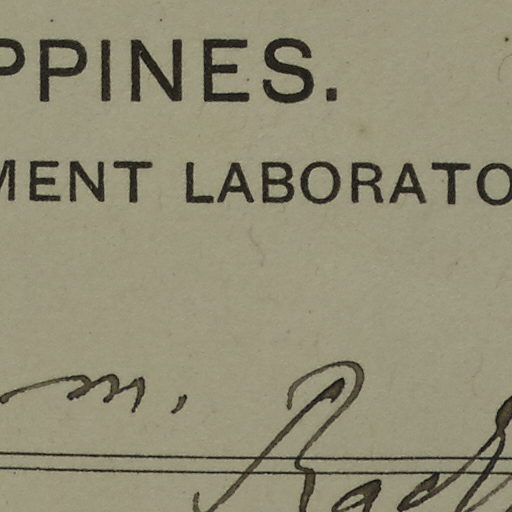 PPINES.
MENT LABORATO
m.